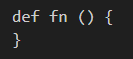 def fn () {
}